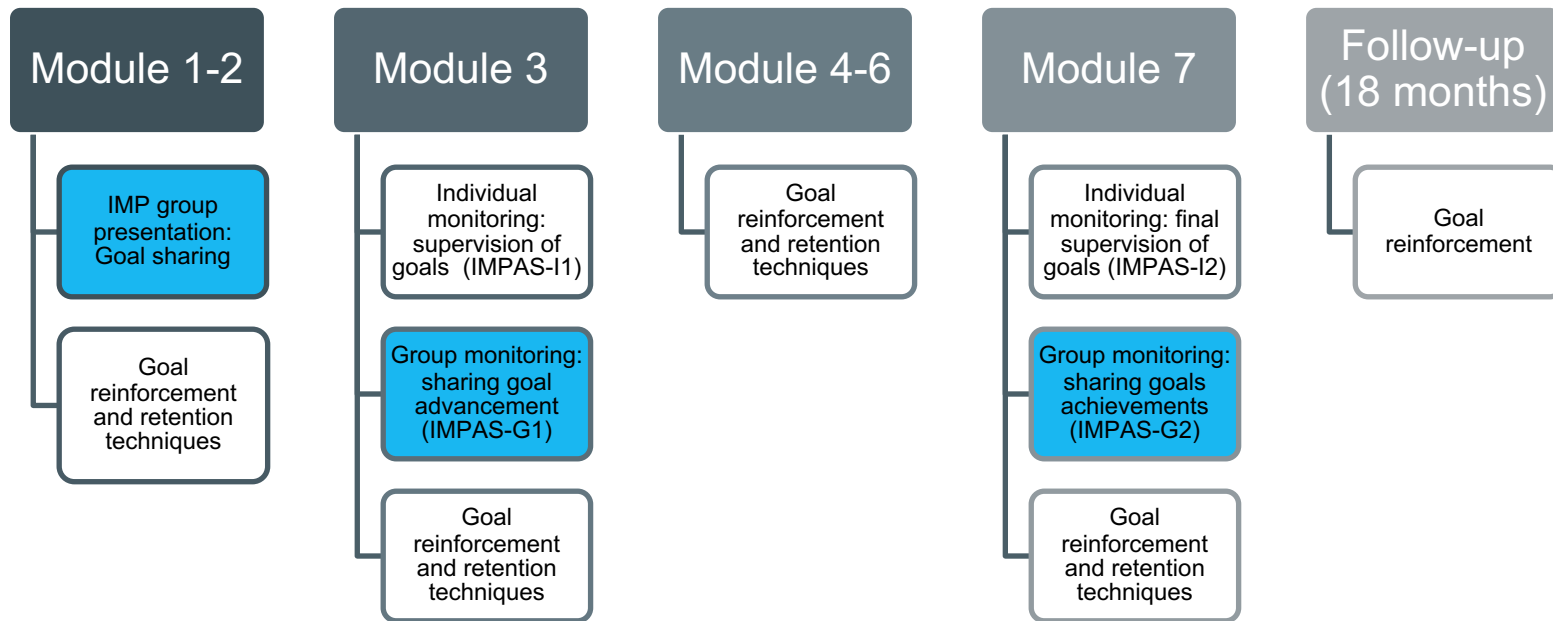 Module 1-2
IMP group
presentation:
Goal sharing
Goal
reinforcement
and retention
techniques
Module 3
Individual
monitoring:
supervision of
goals (IMPAS-I1)
Group monitoring:
sharing goal
advancement
(IMPAS-G1)
Goal
reinforcement
and retention
techniques
Module 4-6
Goal
reinforcement
and retention
techniques
Module 7
Individual
monitoring: final
supervision of
goals (IMPAS-I2)
Group monitoring:
sharing goals
achievements
(IMPAS-G2)
Goal
reinforcement
and retention
techniques
Follow-up
(18 months)
Goal
reinforcement